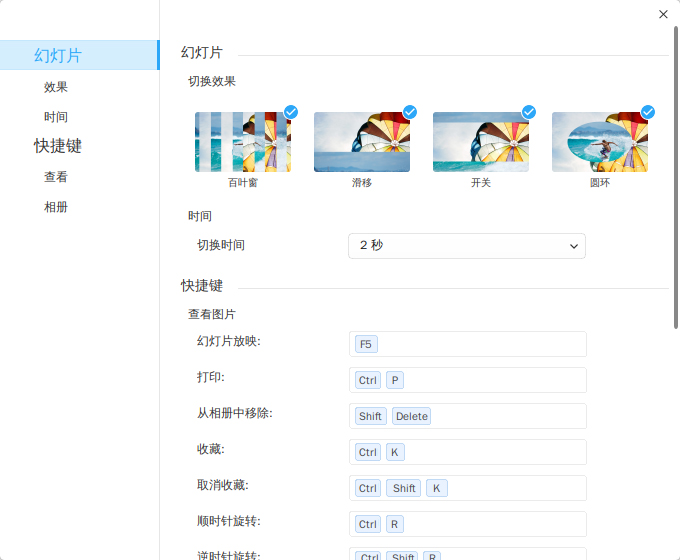 幻灯片
效果
时间
快捷键
查看
相册
幻灯片
切换效果
百叶窗 滑移 开关 圆环
时间
切换时间 2 秒
快捷键
查看图片
幻灯片放映: F5
打印: Ctrl P
从相册中移除: Shift Delete
收藏: Ctrl K
取消收藏: Ctrl Shift K
顺时针旋转: Ctrl R
逆时针旋转: Ctrl Shift R